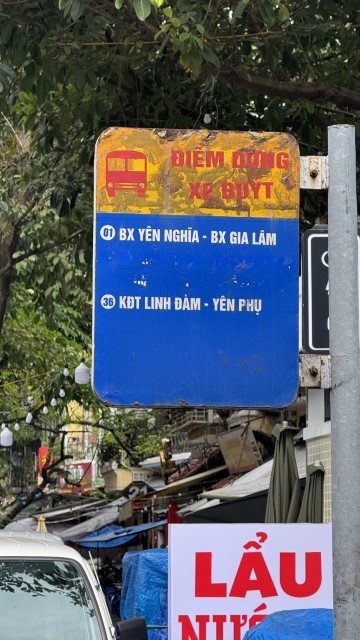 ĐIỂM DỪNG
XE BUÝT
01 BX YÊN NGHĨA - BX GIA LÂM
36 KĐT LINH ĐÀM - YÊN PHỤ
LẨU